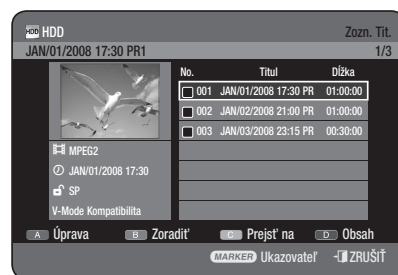 HDD HDD Zozn. Tit.
JAN/01/2008 17:30 PR1 1/3
No. Titul Dĺžka
001 JAN/01/2008 17:30 PR 01:00:00
002 JAN/02/2008 21:00 PR 01:00:00
003 JAN/03/2008 23:15 PR 00:30:00
MPEG2
JAN/01/2008 17:30
SP
V-Mode Kompatibilita
A Úprava B Zoradiť C Prejsť na D Obsah
MARKER Ukazovateľ ZRUŠIŤ